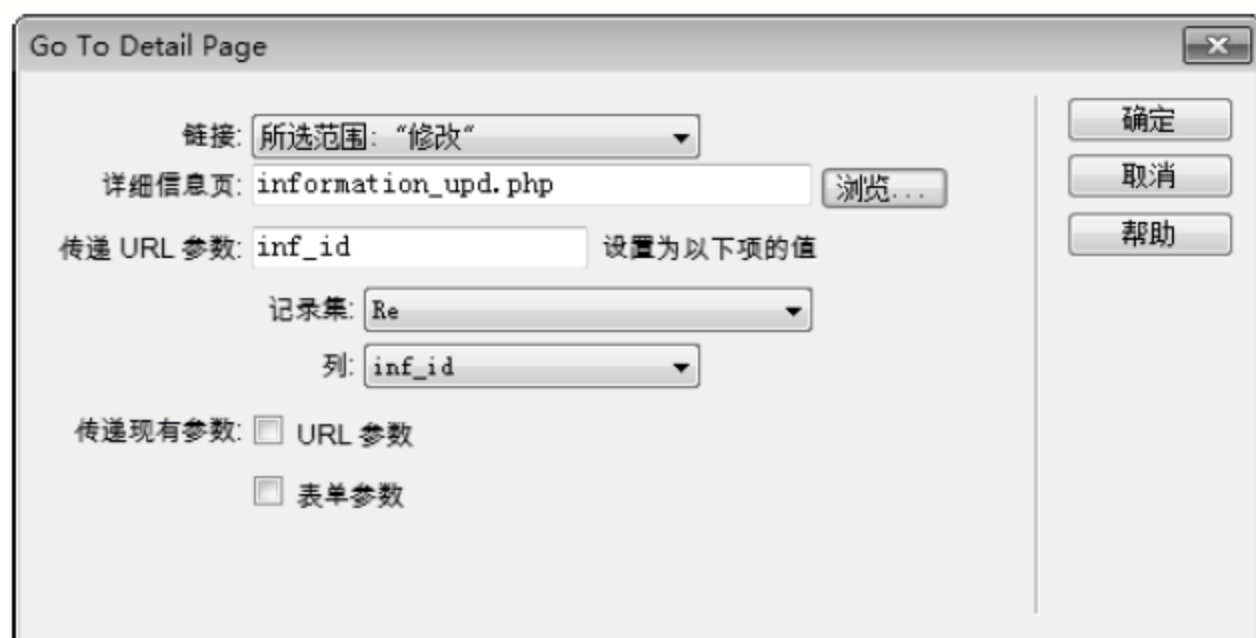 Go To Detail Page
链接: 所选范围: “修改“
确定
详细信息页: information_upd.php 浏览...
取消
传递 URL 参数: inf_id 设置为以下项的值
帮助
记录集: Re
列: inf_id
传递现有参数: URL 参数
表单参数